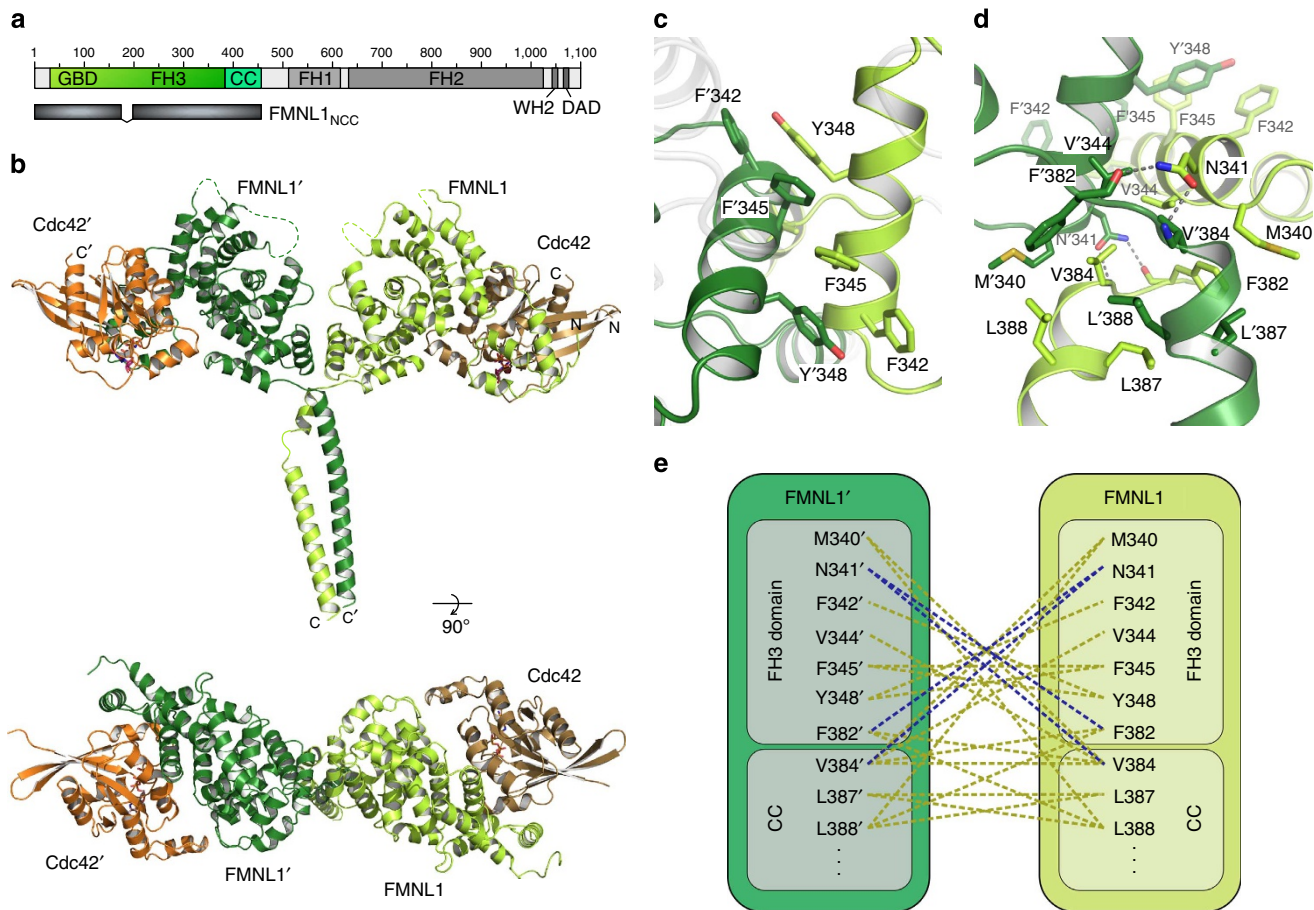 a
1 100 200 300 400 500 600 700 800 900 1,000 1,100
GBD FH3 CC FH1 FH2
WH2 DAD
FMNL1NCC
b
FMNL1′ FMNL1
Cdc42′ Cdc42
C′ C
N N
C C′
90°
Cdc42
Cdc42′
FMNL1′
FMNL1
c
F′342
Y348
F′345
F345
Y′348
F342
d
Y′348
F′342 F′345 F345 F342
V′344
N341
F′382
V344
M340
N′341
V′384
M′340
V384
F382
L388
L′388
L′387
L387
e
FMNL1′ FMNL1
FH3 domain
M340′ M340
N341′ N341
F342′ F342
V344′ V344
F345′ F345
Y348′ Y348
F382′ F382
FH3 domain
CC
V384′ V384
L387′ L387
L388′ L388
CC